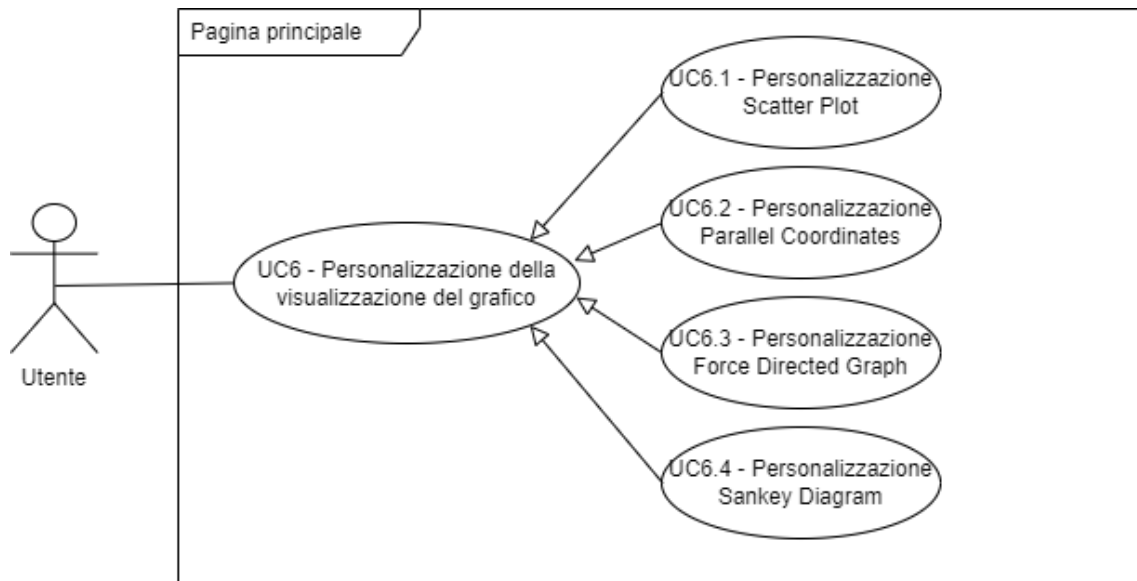 Pagina principale
UC6.1 - Personalizzazione
Scatter Plot
UC6.2 - Personalizzazione
Parallel Coordinates
UC6 - Personalizzazione della
visualizzazione del grafico
UC6.3 - Personalizzazione
Force Directed Graph
Utente
UC6.4 - Personalizzazione
Sankey Diagram